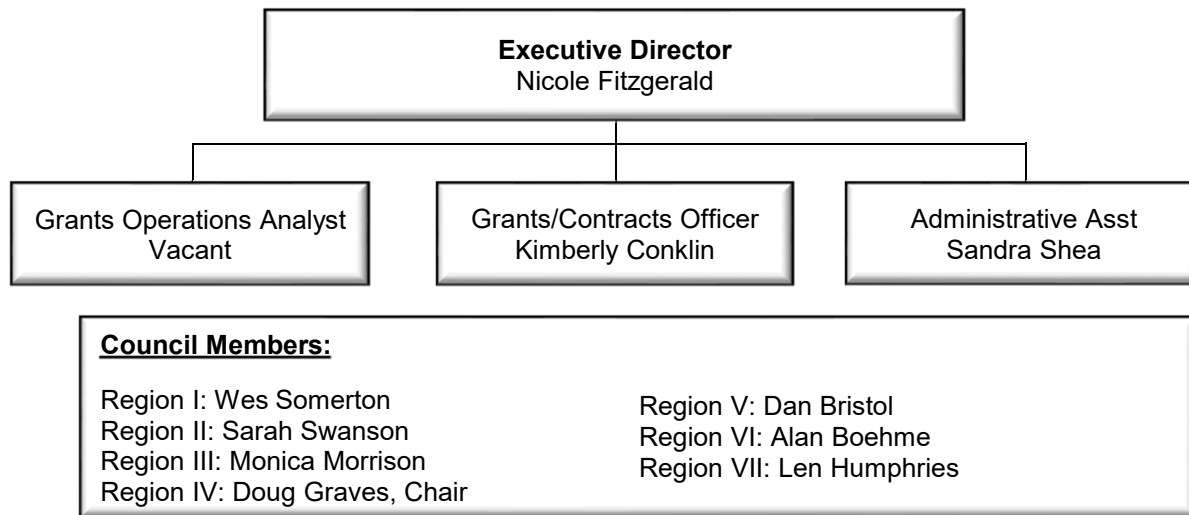 Executive Director
Nicole Fitzgerald
Grants Operations Analyst
Vacant
Grants/Contracts Officer
Kimberly Conklin
Administrative Asst
Sandra Shea
Council Members:
Region I: Wes Somerton
Region II: Sarah Swanson
Region III: Monica Morrison
Region IV: Doug Graves, Chair
Region V: Dan Bristol
Region VI: Alan Boehme
Region VII: Len Humphries